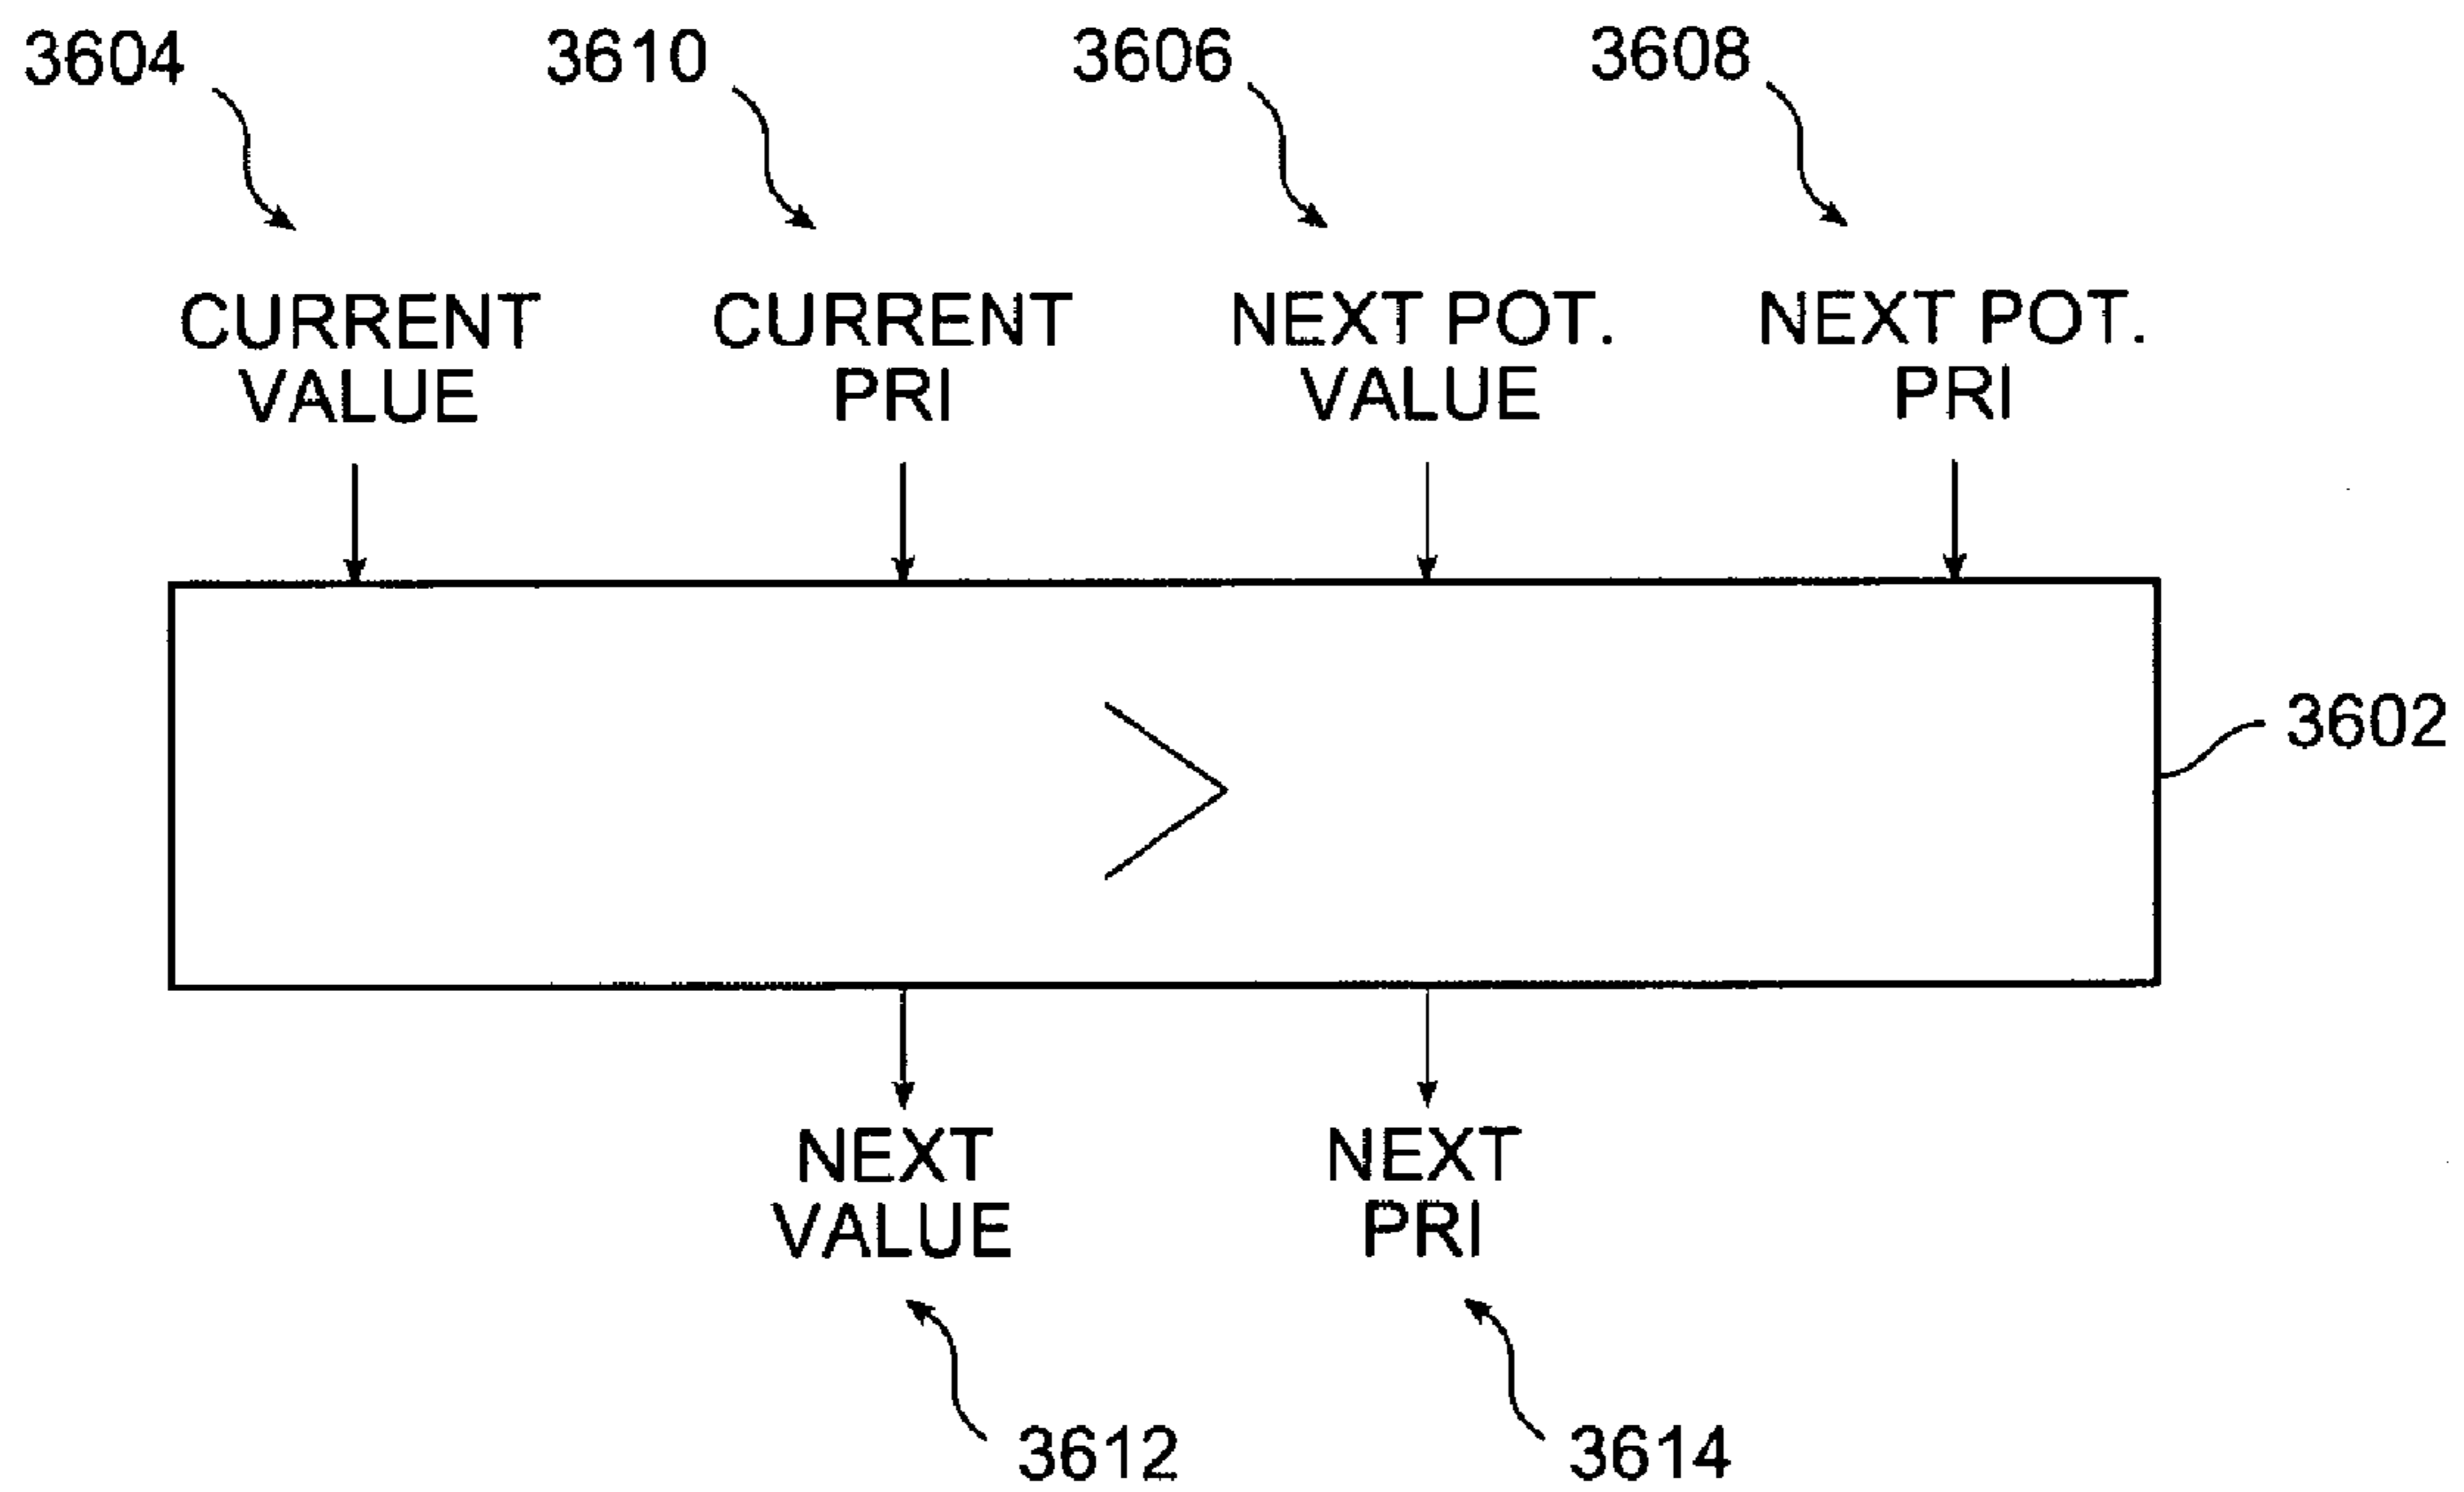 3604 3610 3606 3608
CURRENT CURRENT NEXT POT. NEXT POT.
VALUE PRI VALUE PRI
>
3602
NEXT NEXT
VALUE PRI
3612 3614